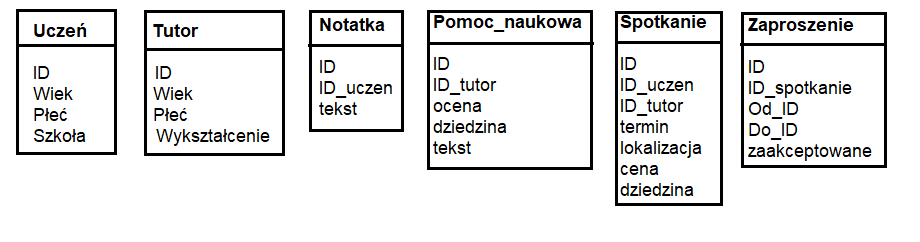 Uczeń
ID
Wiek
Płeć
Szkoła
Tutor
ID
Wiek
Płeć
Wykształcenie
Notatka
ID
ID_uczen
tekst
Pomoc_naukowa
ID
ID_tutor
ocena
dziedzina
tekst
Spotkanie
ID
ID_uczen
ID_tutor
termin
lokalizacja
cena
dziedzina
Zaproszenie
ID
ID_spotkanie
Od_ID
Do_ID
zaakceptowane